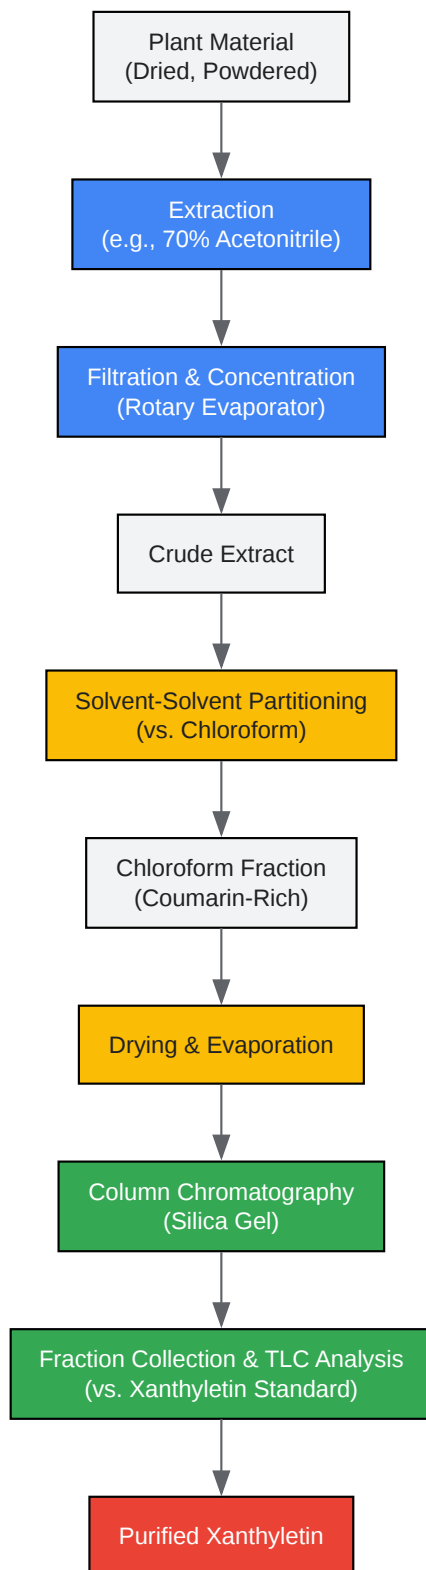 Plant Material
(Dried, Powdered)
Extraction
(e.g., 70% Acetonitrile)
Filtration & Concentration
(Rotary Evaporator)
Crude Extract
Solvent-Solvent Partitioning
(vs. Chloroform)
Chloroform Fraction
(Coumarin-Rich)
Drying & Evaporation
Column Chromatography
(Silica Gel)
Fraction Collection & TLC Analysis
(vs. Xanthyletin Standard)
Purified Xanthyletin